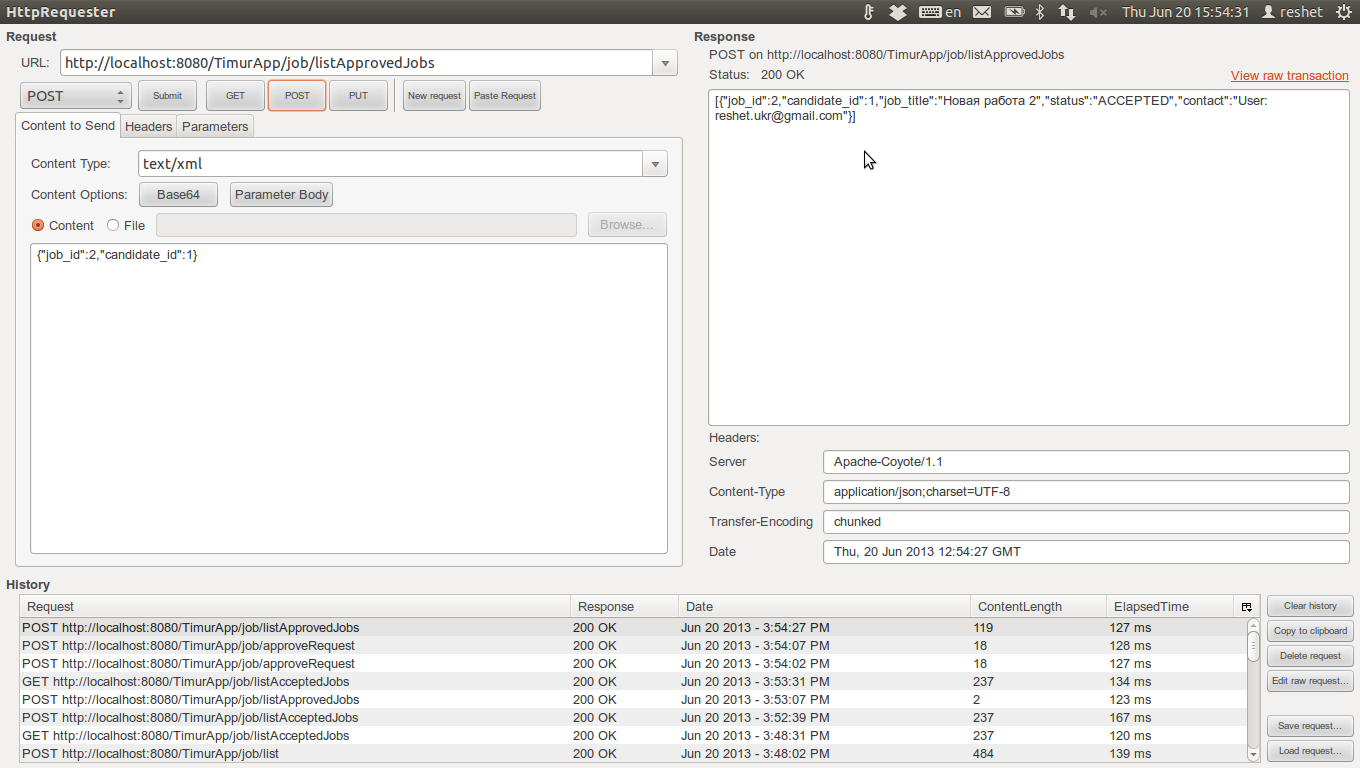 HttpRequester
en
Thu Jun 20 15:54:31
reshet
Request
URL: http://localhost:8080/TimurApp/job/listApprovedJobs
POST Submit GET POST PUT New request Paste Request
Content to Send Headers Parameters
Content Type: text/xml
Content Options: Base64 Parameter Body
Content File Browse...
{"job_id":2,"candidate_id":1}
Response
POST on http://localhost:8080/TimurApp/job/listApprovedJobs
Status: 200 OK View raw transaction
[{"job_id":2,"candidate_id":1,"job_title":"Новая работа 2","status":"ACCEPTED","contact":"User:
reshet.ukr@gmail.com"}]
Headers:
Server Apache-Coyote/1.1
Content-Type application/json;charset=UTF-8
Transfer-Encoding chunked
Date Thu, 20 Jun 2013 12:54:27 GMT
History
Request Response Date ContentLength ElapsedTime
POST http://localhost:8080/TimurApp/job/listApprovedJobs 200 OK Jun 20 2013 - 3:54:27 PM 119 127 ms
POST http://localhost:8080/TimurApp/job/approveRequest 200 OK Jun 20 2013 - 3:54:07 PM 18 128 ms
POST http://localhost:8080/TimurApp/job/approveRequest 200 OK Jun 20 2013 - 3:54:02 PM 18 127 ms
GET http://localhost:8080/TimurApp/job/listAcceptedJobs 200 OK Jun 20 2013 - 3:53:31 PM 237 134 ms
POST http://localhost:8080/TimurApp/job/listApprovedJobs 200 OK Jun 20 2013 - 3:53:07 PM 2 123 ms
POST http://localhost:8080/TimurApp/job/listAcceptedJobs 200 OK Jun 20 2013 - 3:52:39 PM 237 167 ms
GET http://localhost:8080/TimurApp/job/listAcceptedJobs 200 OK Jun 20 2013 - 3:48:31 PM 237 120 ms
POST http://localhost:8080/TimurApp/job/list 200 OK Jun 20 2013 - 3:48:02 PM 484 139 ms
Clear history
Copy to clipboard
Delete request
Edit raw request...
Save request...
Load request...